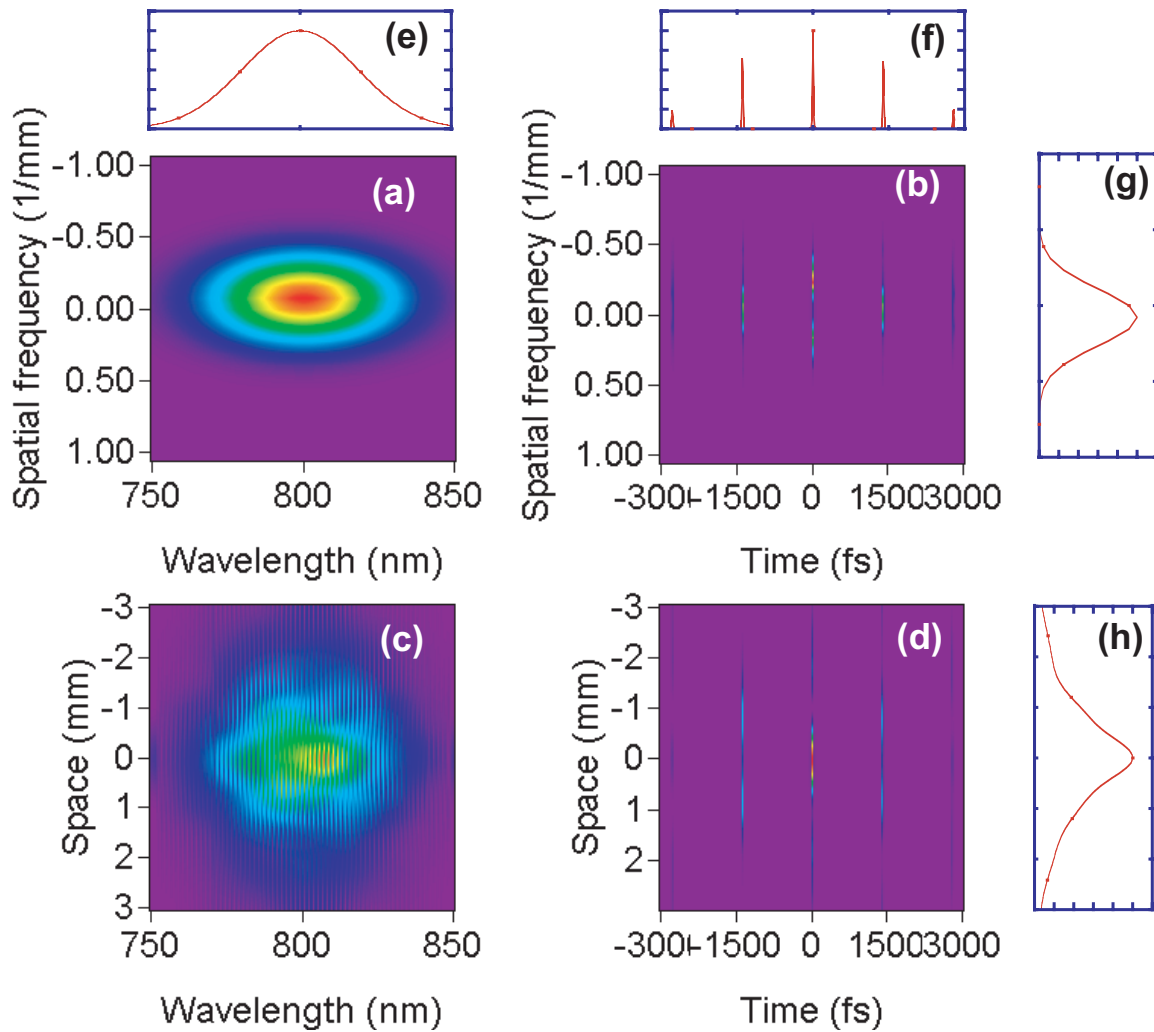 (e)
(f)
Spatial frequency (1/mm)
-1.00
-0.50
0.00
0.50
1.00
(a)
750
800
850
Wavelength (nm)
Spatial frequenecy (1/mm)
-1.00
-0.50
0.00
0.50
1.00
(b)
-1500
0
1500
3000
Time (fs)
(g)
Space (mm)
-3
-2
-1
0
1
2
3
(c)
750
800
850
Wavelength (nm)
Space (mm)
-3
-2
-1
0
1
2
(d)
-1500
0
1500
3000
Time (fs)
(h)